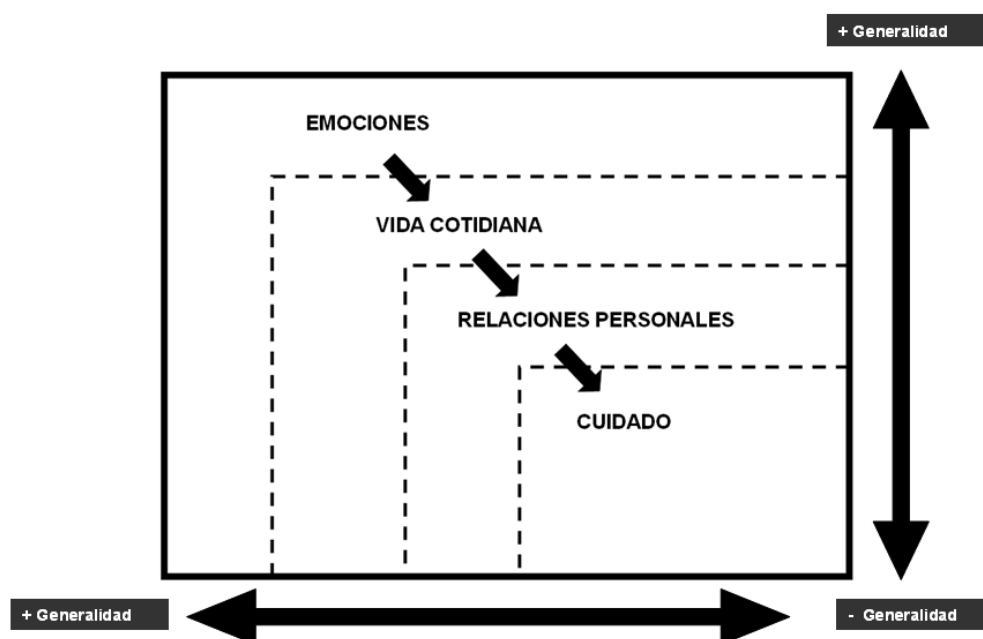 + Generalidad
EMOCIONES
VIDA COTIDIANA
RELACIONES PERSONALES
CUIDADO
+ Generalidad
- Generalidad